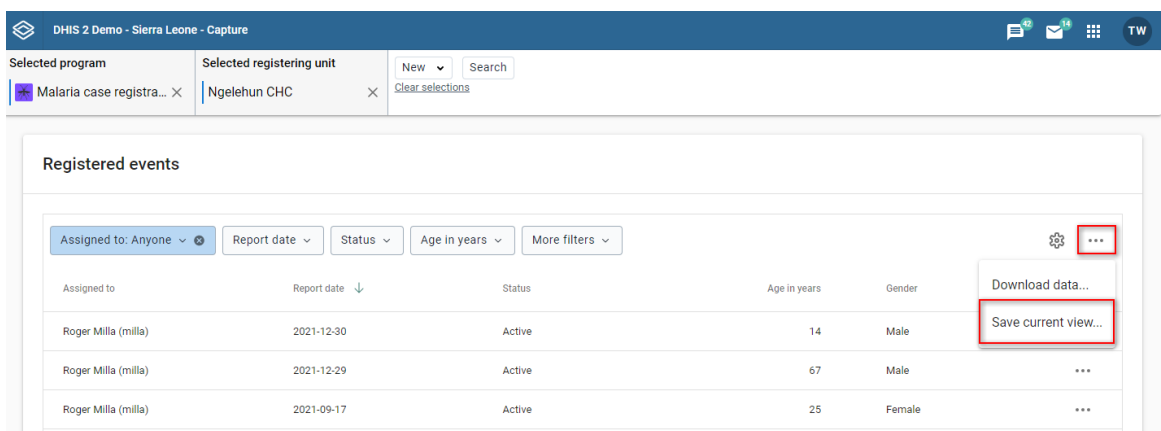 DHIS 2 Demo - Sierra Leone - Capture 42 14 TW
Selected program Selected registering unit New Search
Malaria case registra... Ngelehun CHC Clear selections
Registered events
Assigned to: Anyone Report date Status Age in years More filters
Download data...
Assigned to Report date Status Age in years Gender
Save current view...
Roger Milla (milla) 2021-12-30 Active 14 Male
Roger Milla (milla) 2021-12-29 Active 67 Male
Roger Milla (milla) 2021-09-17 Active 25 Female